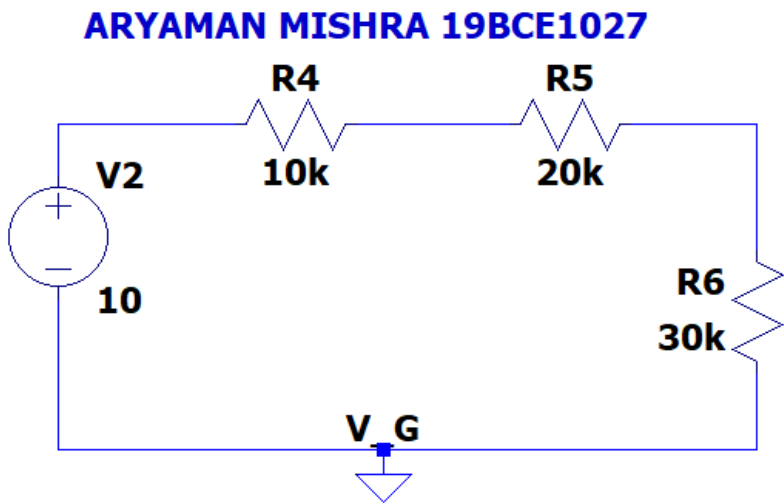 ARYAMAN MISHRA 19BCE1027
R4
R5
10k
20k
V2
10
R6
30k
V_G